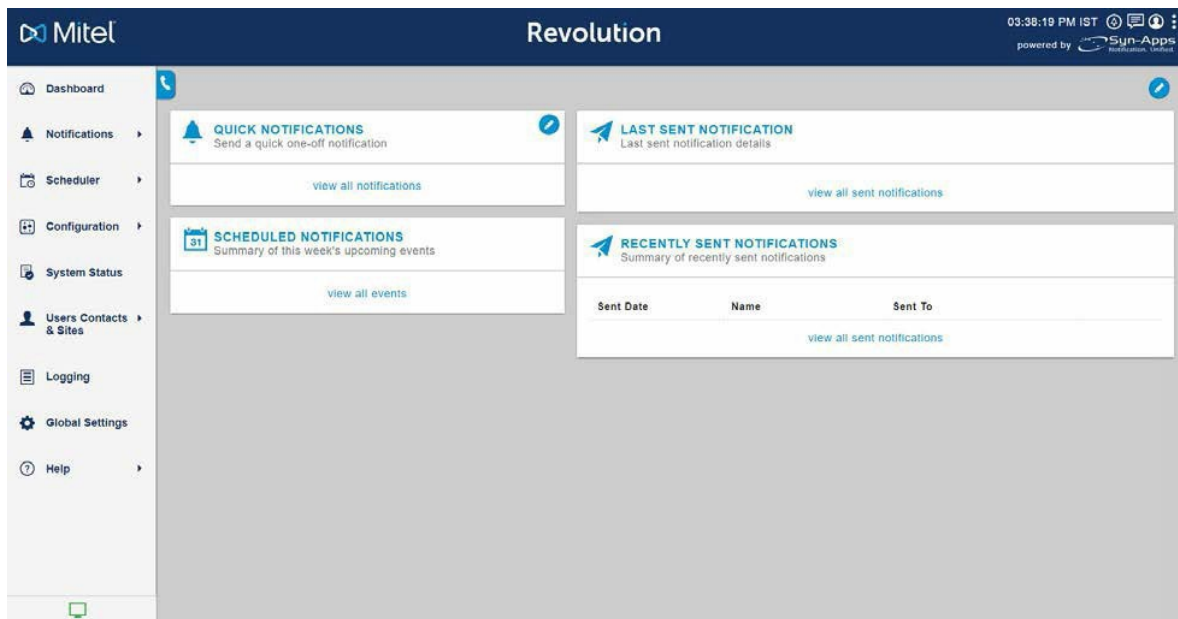 Mitel
Revolution
03:38:19 PM IST
powered by Syn-Apps
Notification. Unified.
Dashboard
Notifications
Scheduler
Configuration
System Status
Users Contacts
& Sites
Logging
Global Settings
Help
QUICK NOTIFICATIONS
Send a quick one-off notification
view all notifications
31
SCHEDULED NOTIFICATIONS
Summary of this week's upcoming events
view all events
LAST SENT NOTIFICATION
Last sent notification details
view all sent notifications
RECENTLY SENT NOTIFICATIONS
Summary of recently sent notifications
Sent Date Name Sent To
view all sent notifications